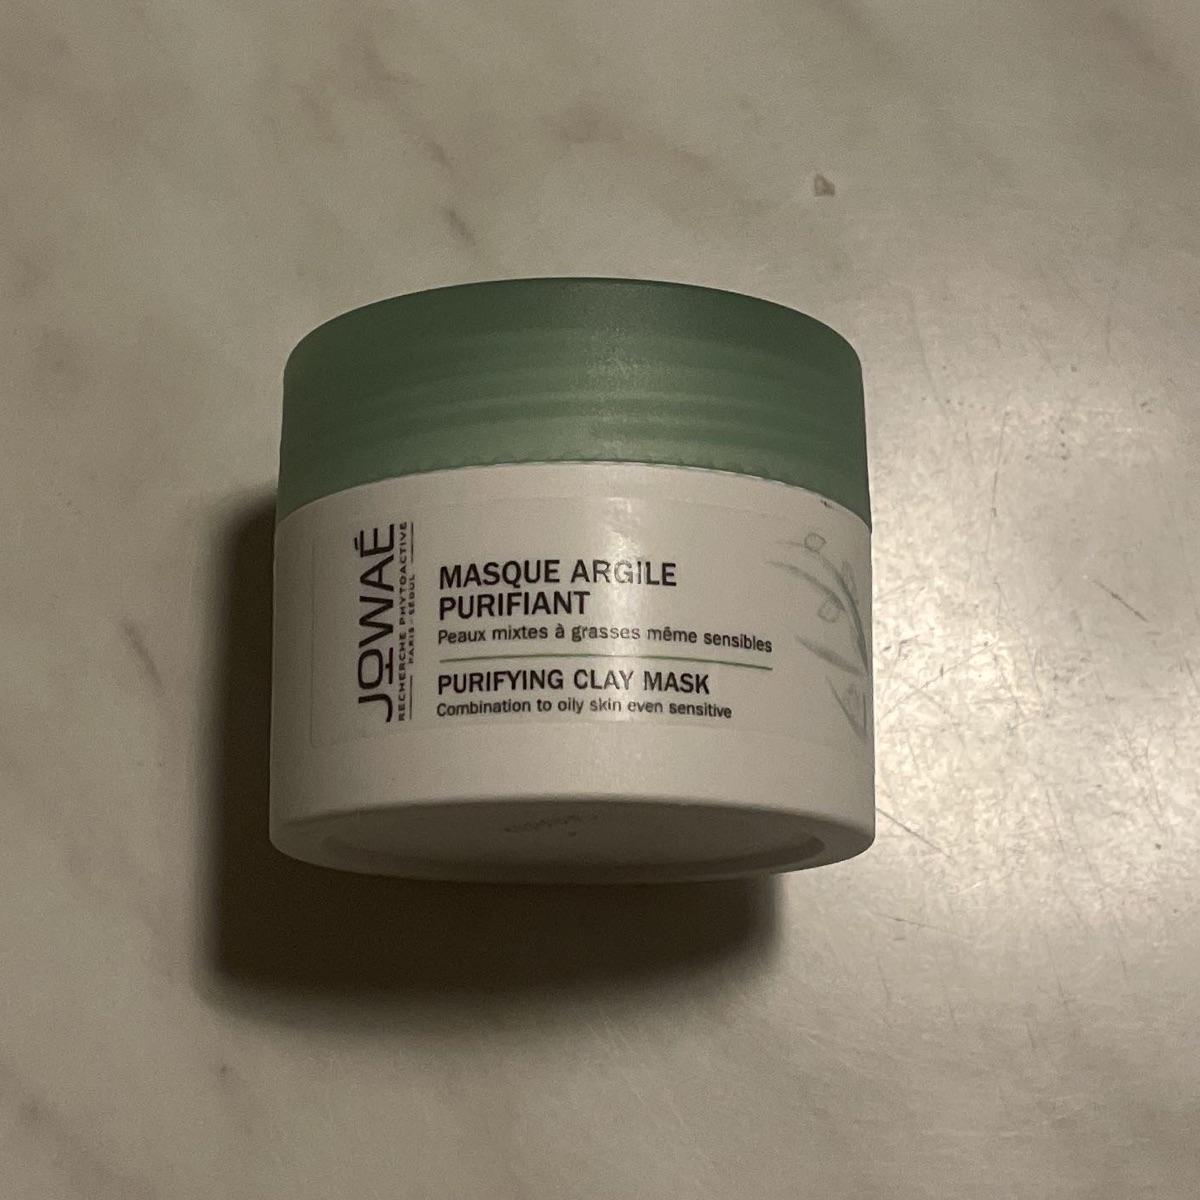 JOWAÉ
RECHERCHE PHYTOACTIVE
PARIS - SÉOUL
MASQUE ARGILE
PURIFIANT
Peaux mixtes à grasses même sensibles
PURIFYING CLAY MASK
Combination to oily skin even sensitive